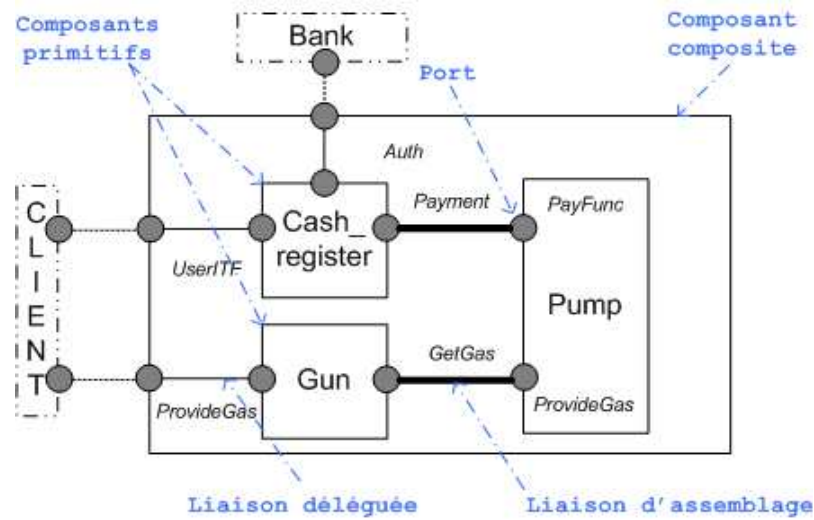 Composants
primitifs
Bank
Composant
composite
Port
Auth
CLIENT
Cash_
register
Payment
PayFunc
UserITF
Pump
GetGas
Gun
ProvideGas
ProvideGas
Liaison déléguée
Liaison d'assemblage